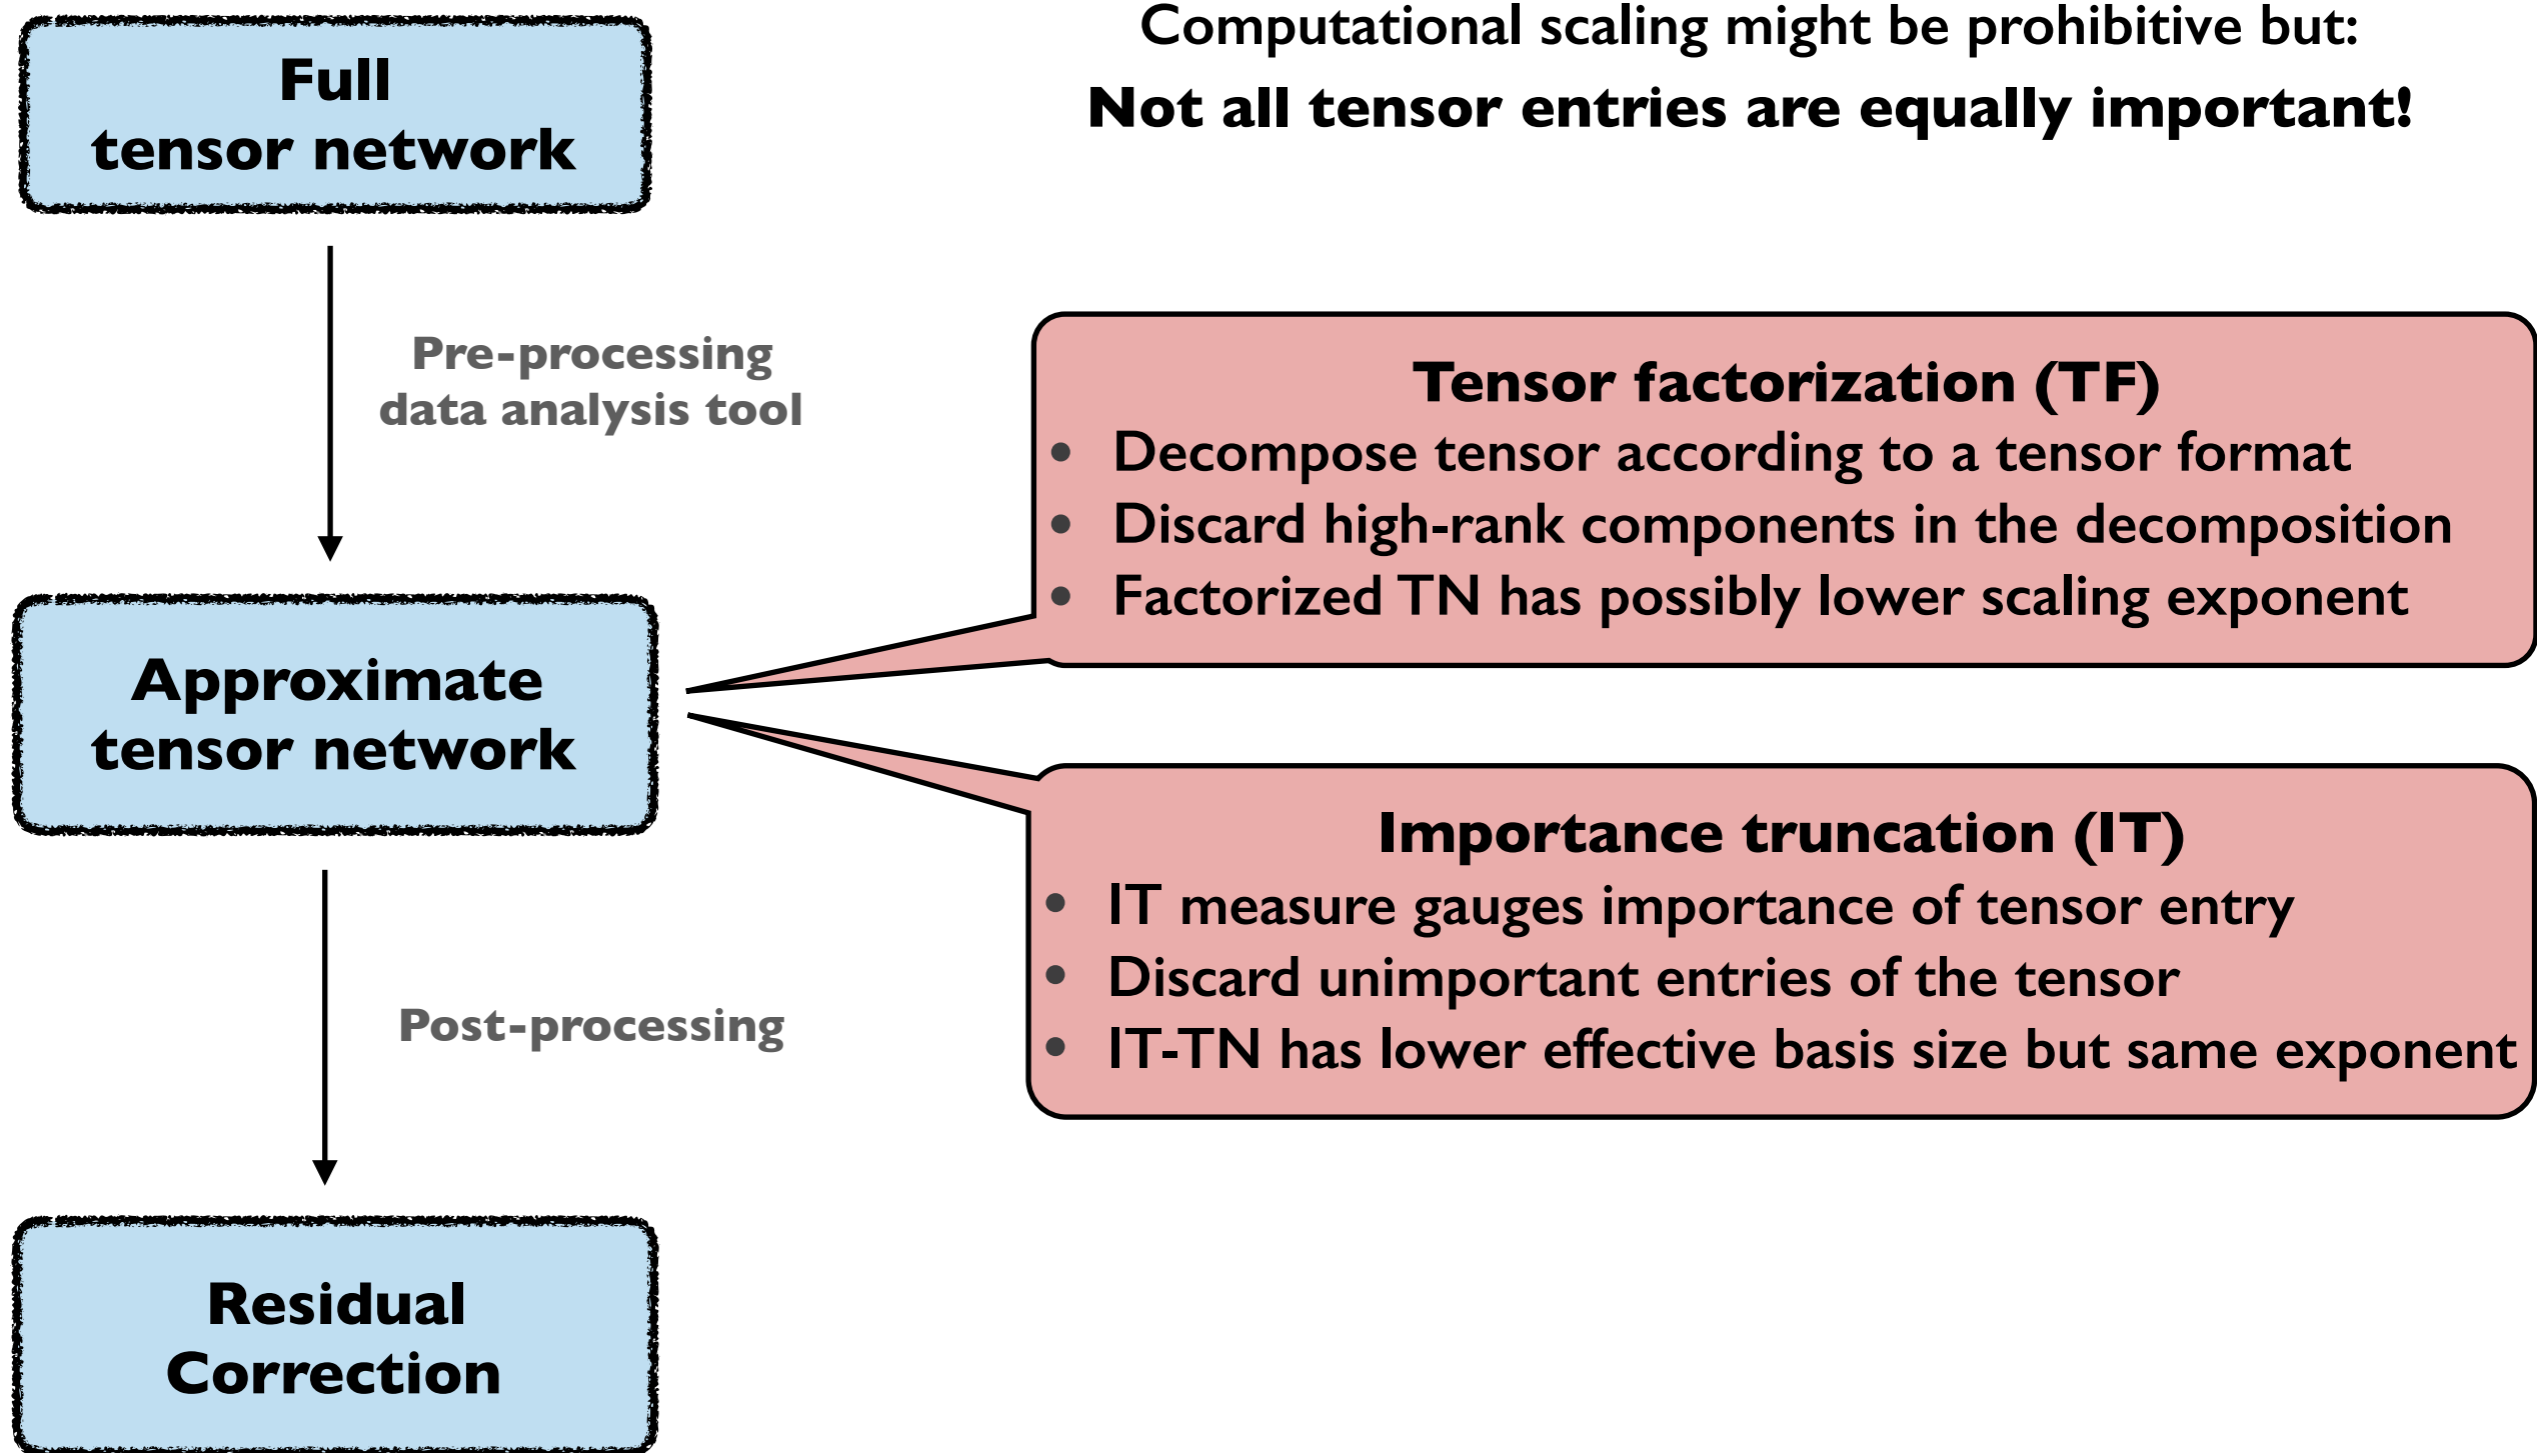 Computational scaling might be prohibitive but:
Not all tensor entries are equally important!
Full
tensor network
Pre-processing
data analysis tool
Tensor factorization (TF)
• Decompose tensor according to a tensor format
• Discard high-rank components in the decomposition
• Factorized TN has possibly lower scaling exponent
Approximate
tensor network
Importance truncation (IT)
• IT measure gauges importance of tensor entry
• Discard unimportant entries of the tensor
• IT-TN has lower effective basis size but same exponent
Post-processing
Residual
Correction